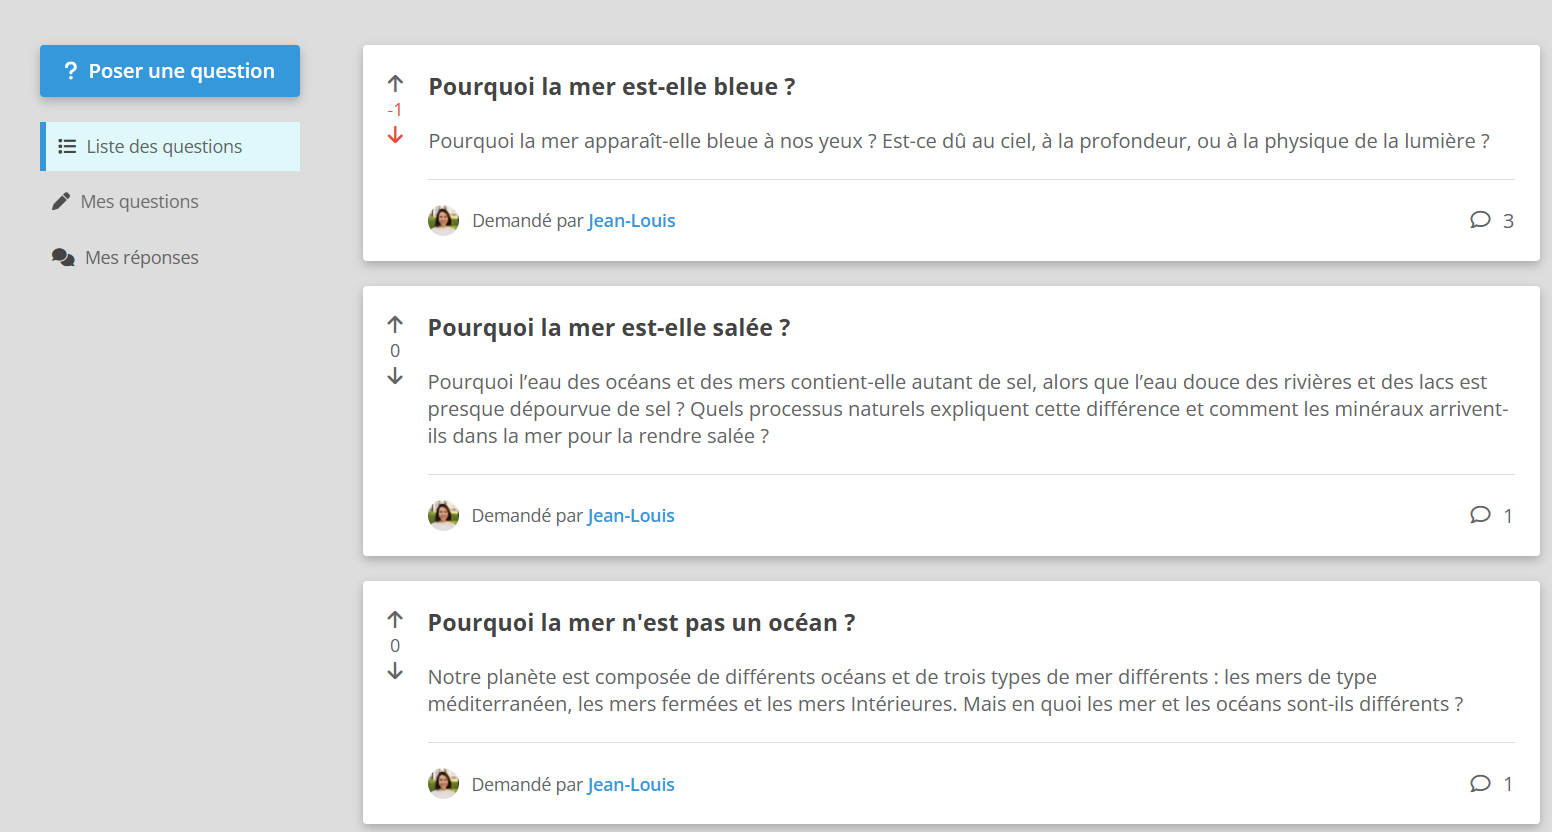 ? Poser une question
Liste des questions
Mes questions
Mes réponses
Pourquoi la mer est-elle bleue ?
-1
Pourquoi la mer apparaît-elle bleue à nos yeux ? Est-ce dû au ciel, à la profondeur, ou à la physique de la lumière ?
Demandé par Jean-Louis
3
Pourquoi la mer est-elle salée ?
0
Pourquoi l’eau des océans et des mers contient-elle autant de sel, alors que l’eau douce des rivières et des lacs est
presque dépourvue de sel ? Quels processus naturels expliquent cette différence et comment les minéraux arrivent-
ils dans la mer pour la rendre salée ?
Demandé par Jean-Louis
1
Pourquoi la mer n'est pas un océan ?
0
Notre planète est composée de différents océans et de trois types de mer différents : les mers de type
méditerranéen, les mers fermées et les mers Intérieures. Mais en quoi les mer et les océans sont-ils différents ?
Demandé par Jean-Louis
1